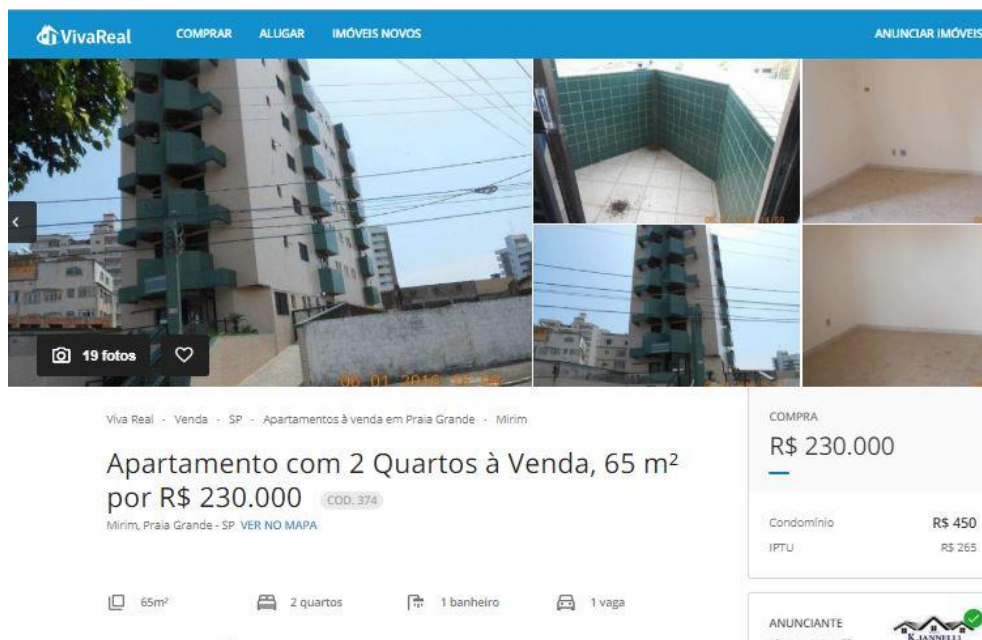 VivaReal COMPRAR ALUGAR IMÓVEIS NOVOS ANUNCIAR IMÓVEIS
19 fotos
Viva Real - Venda - SP - Apartamentos à venda em Praia Grande - Mirim
Apartamento com 2 Quartos à Venda, 65 m²
por R$ 230.000 COD. 374
Mirim, Praia Grande - SP VER NO MAPA
65m² 2 quartos 1 banheiro 1 vaga
COMPRA
R$ 230.000
Condomínio R$ 450
IPTU R$ 265
ANUNCIANTE
K.IANNELLI